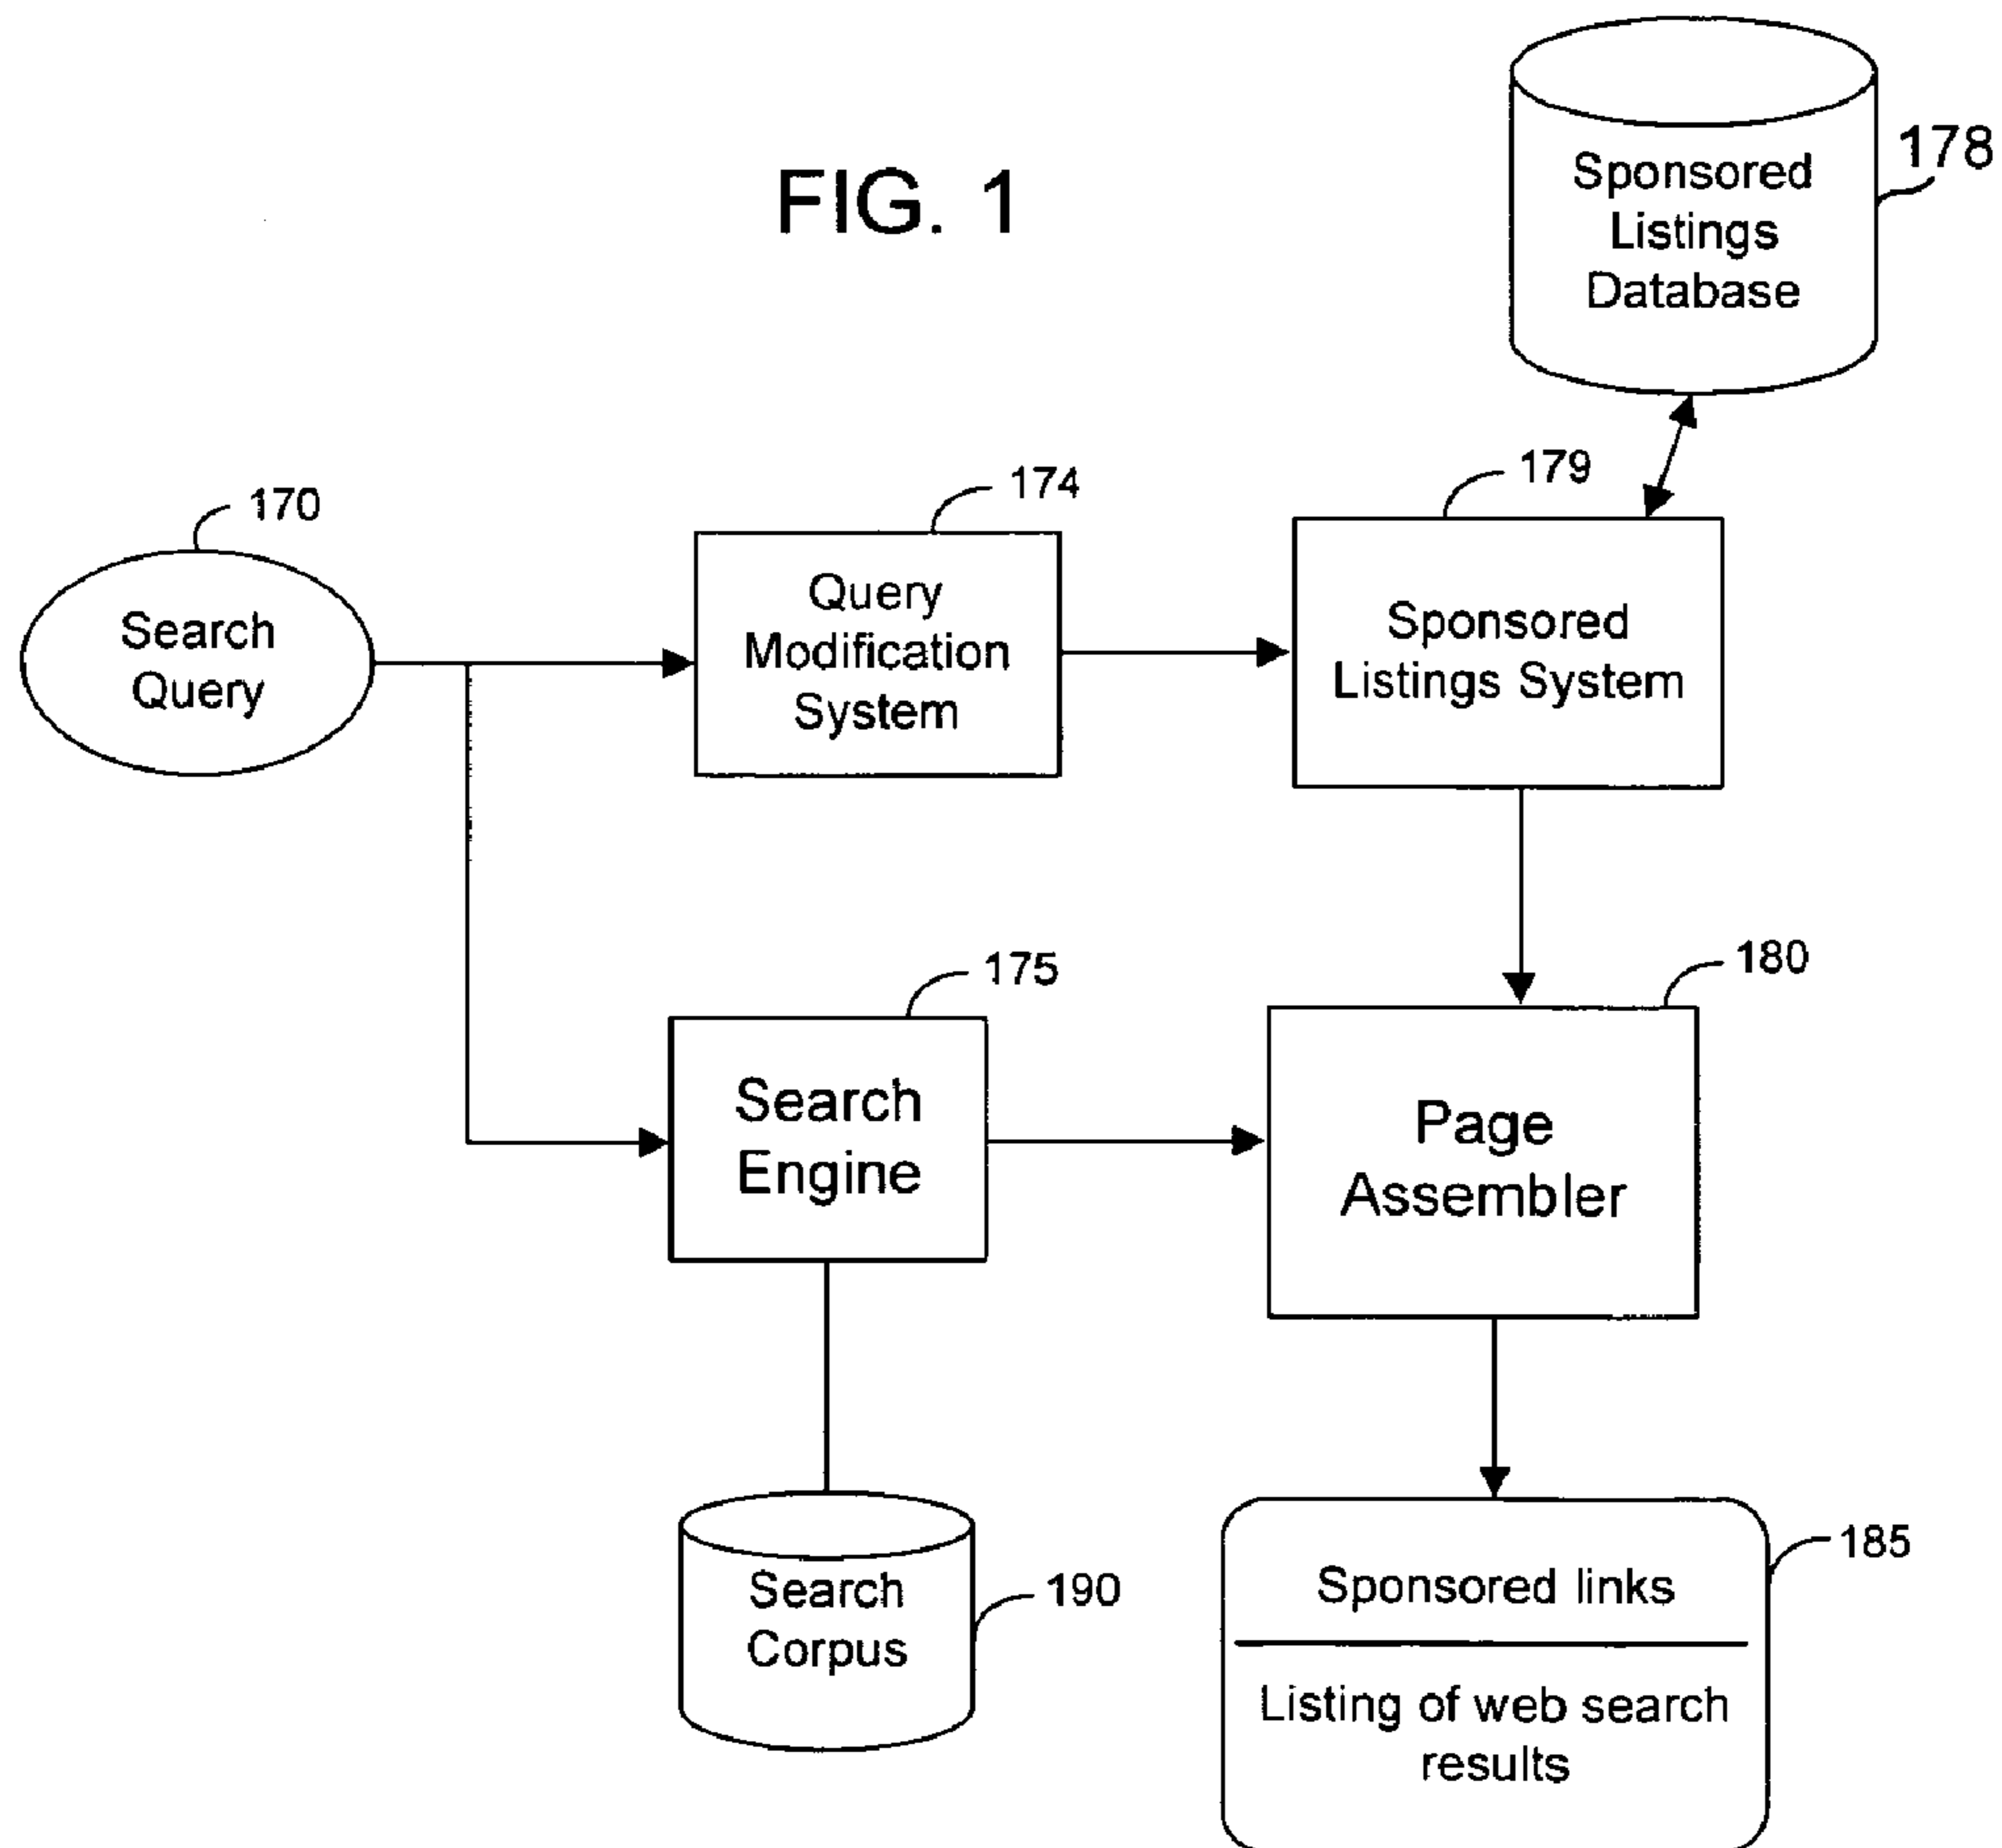 FIG. 1
Sponsored
Listings
Database
178
170
Search
Query
174
Query
Modification
System
179
Sponsored
Listings System
175
Search
Engine
180
Page
Assembler
Search
Corpus
190
185
Sponsored links
Listing of web search
results